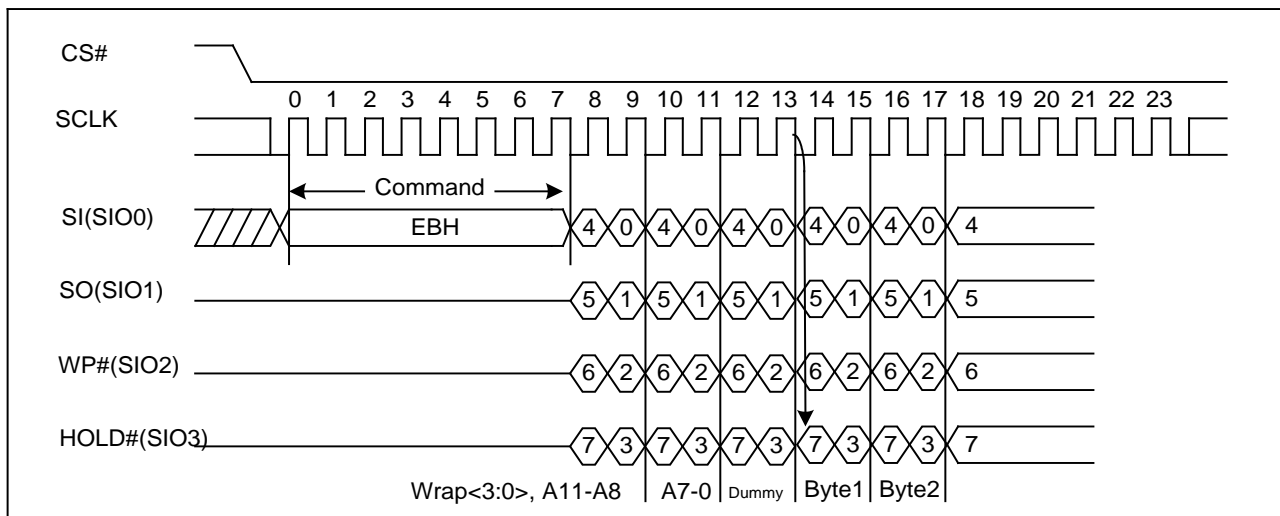 CS#
0 1 2 3 4 5 6 7 8 9 10 11 12 13 14 15 16 17 18 19 20 21 22 23
SCLK
Command
SI(SIO0) EBH 4 0 4 0 4 0 4 0 4 0 4
SO(SIO1) 5 1 5 1 5 1 5 1 5 1 5
WP#(SIO2) 6 2 6 2 6 2 6 2 6 2 6
HOLD#(SIO3) 7 3 7 3 7 3 7 3 7 3 7
Wrap<3:0>, A11-A8 A7-0 Dummy Byte1 Byte2